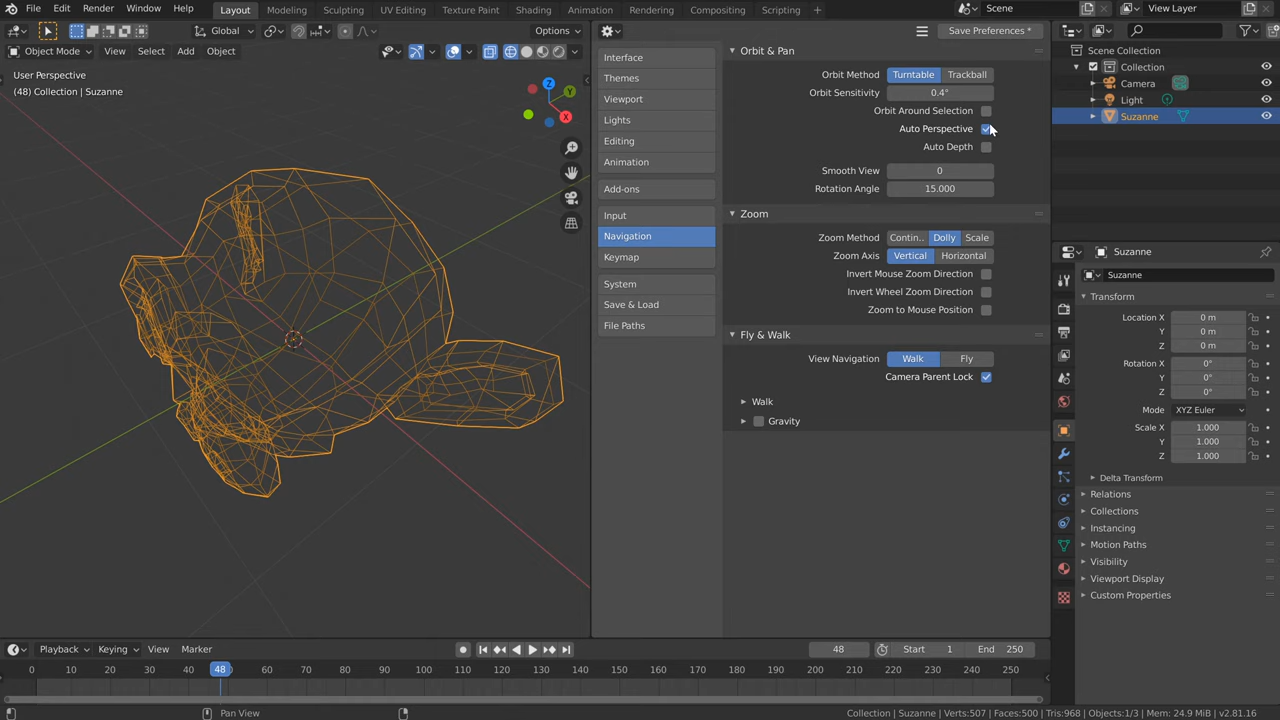 File Edit Render Window Help Layout Modeling Sculpting UV Editing Texture Paint Shading Animation Rendering Compositing Scripting + Scene View Layer
Global Options
Object Mode View Select Add Object
User Perspective
(48) Collection | Suzanne
Z
Y
X
Save Preferences *
Interface
Themes
Viewport
Lights
Editing
Animation
Add-ons
Input
Navigation
Keymap
System
Save & Load
File Paths
Orbit & Pan
Orbit Method Turntable Trackball
Orbit Sensitivity 0.4°
Orbit Around Selection
Auto Perspective
Auto Depth
Smooth View 0
Rotation Angle 15.000
Zoom
Zoom Method Contin.. Dolly Scale
Zoom Axis Vertical Horizontal
Invert Mouse Zoom Direction
Invert Wheel Zoom Direction
Zoom to Mouse Position
Fly & Walk
View Navigation Walk Fly
Camera Parent Lock
Walk
Gravity
Scene Collection
Collection
Camera
Light
Suzanne
Suzanne
Suzanne
Transform
Location X 0 m
Y 0 m
Z 0 m
Rotation X 0°
Y 0°
Z 0°
Mode XYZ Euler
Scale X 1.000
Y 1.000
Z 1.000
Delta Transform
Relations
Collections
Instancing
Motion Paths
Visibility
Viewport Display
Custom Properties
Playback Keying View Marker 48 Start 1 End 250
0 10 20 30 48 60 70 80 90 100 110 120 130 140 150 160 170 180 190 200 210 220 230 240 250
Pan View
Collection | Suzanne | Verts:507 | Faces:500 | Tris:968 | Objects:1/3 | Mem: 24.9 MiB | v2.81.16